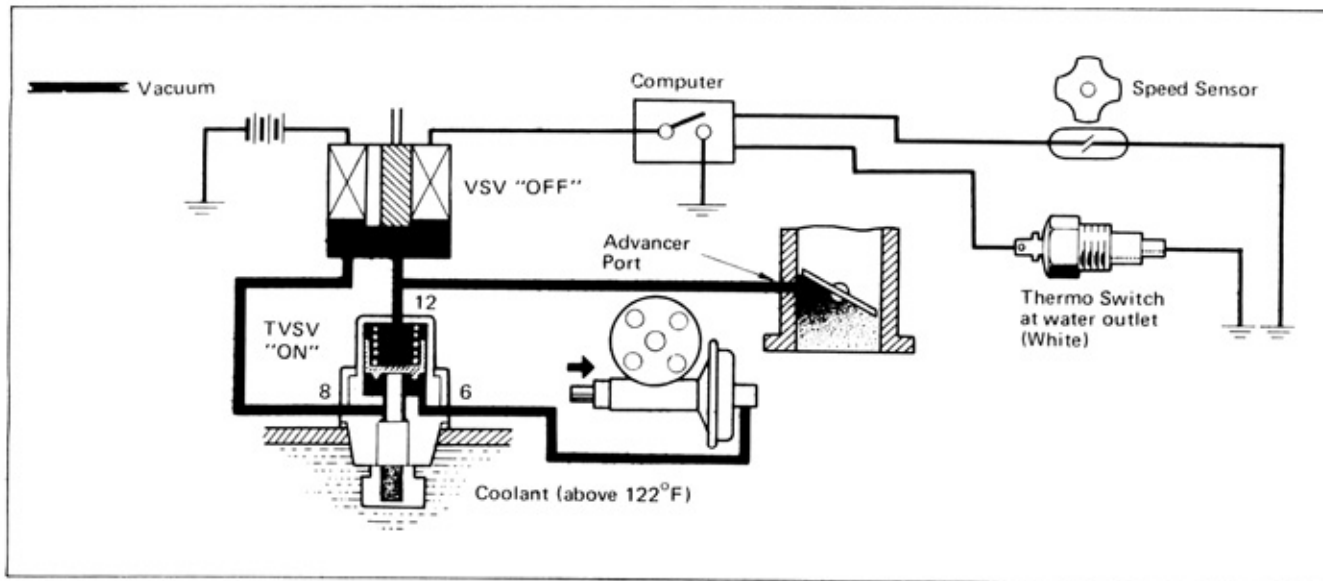 Vacuum
Computer
Speed Sensor
VSV "OFF"
Advancer
Port
12
TVSV
"ON"
8
6
Thermo Switch
at water outlet
(White)
Coolant (above 122°F)